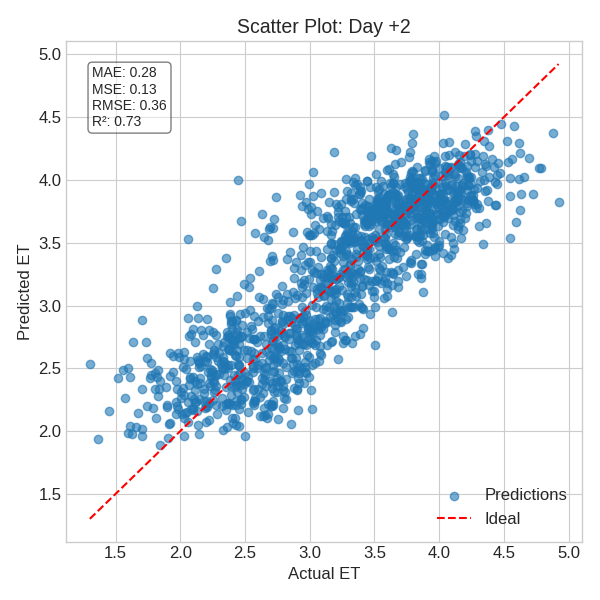 Scatter Plot: Day +2
MAE: 0.28
MSE: 0.13
RMSE: 0.36
R²: 0.73
5.0
4.5
4.0
3.5
3.0
2.5
2.0
1.5
Predicted ET
Predictions
Ideal
1.5 2.0 2.5 3.0 3.5 4.0 4.5 5.0
Actual ET